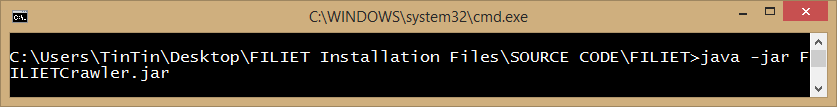 C:\WINDOWS\system32\cmd.exe
C:\Users\TinTin\Desktop\FILIET Installation Files\SOURCE CODE\FILIET>java -jar F
ILIETCrawler.jar